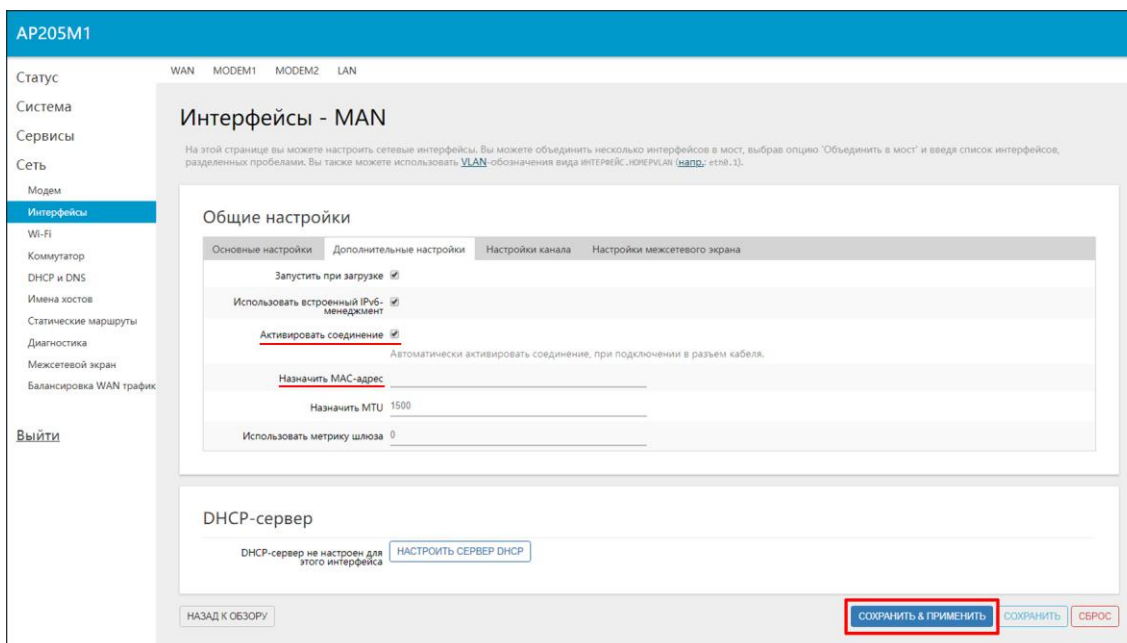 AP205M1
WAN MODEM1 MODEM2 LAN
Статус
Система
Сервисы
Сеть
Модем
Интерфейсы
Wi-Fi
Коммутатор
DHCP и DNS
Имена хостов
Статические маршруты
Диагностика
Межсетевой экран
Балансировка WAN трафик
Выйти
Интерфейсы - MAN
На этой странице вы можете настроить сетевые интерфейсы. Вы можете объединить несколько интерфейсов в мост, выбрав опцию 'Объединить в мост' и введя список интерфейсов,
разделенных пробелами. Вы также можете использовать VLAN-обозначения вида ИНТЕРФЕЙС.НОМЕРVLAN (напр.: eth0.1).
Общие настройки
Основные настройки Дополнительные настройки Настройки канала Настройки межсетевого экрана
Запустить при загрузке
Использовать встроенный IPv6-
менеджмент
Активировать соединение
Автоматически активировать соединение, при подключении в разъем кабеля.
Назначить MAC-адрес
Назначить MTU 1500
Использовать метрику шлюза 0
DHCP-сервер
DHCP-сервер не настроен для
этого интерфейса
НАСТРОИТЬ СЕРВЕР DHCP
НАЗАД К ОБЗОРУ СОХРАНИТЬ & ПРИМЕНИТЬ СОХРАНИТЬ СБРОС